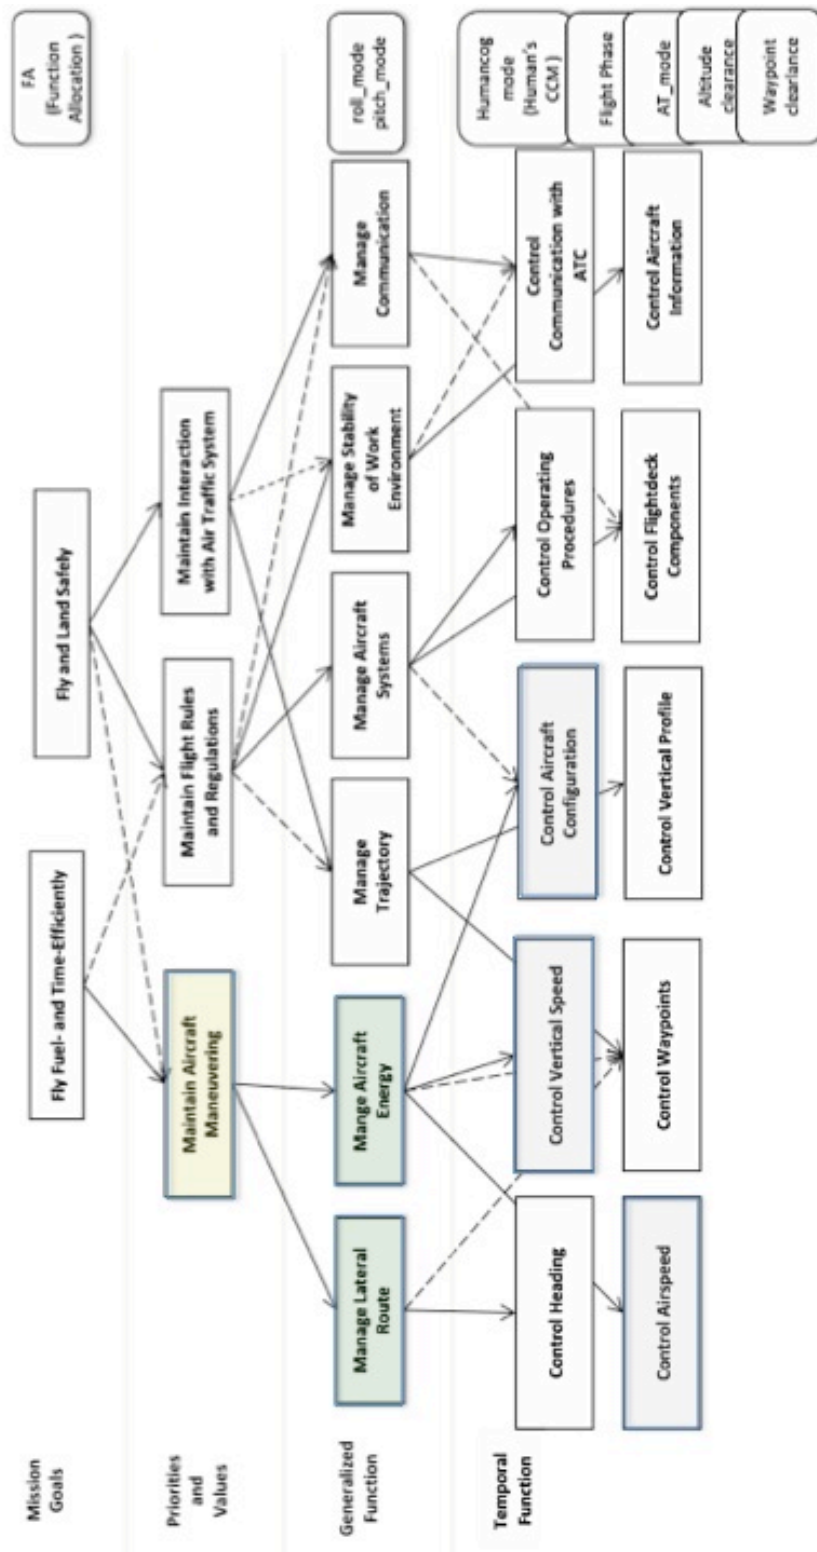 Mission
Goals
Fly Fuel- and Time-Efficiently
Fly and Land Safely
FA
(Function
Allocation )
Priorities
and
Values
Maintain Aircraft
Maneuvering
Maintain Flight Rules
and Regulations
Maintain Interaction
with Air Traffic System
Generalized
Function
Manage Lateral
Route
Mange Aircraft
Energy
Manage
Trajectory
Manage Aircraft
Systems
Manage Stability
of Work
Environment
Manage
Communication
roll_mode
pitch_mode
Temporal
Function
Control Heading
Control Vertical Speed
Control Aircraft
Configuration
Control Operating
Procedures
Control
Communication with
ATC
Humancog
mode
(Human's
CCM )
Flight Phase
Control Airspeed
Control Waypoints
Control Vertical Profile
Control Flightdeck
Components
Control Aircraft
Information
AT_mode
Altitude
clearance
Waypoint
clearlance